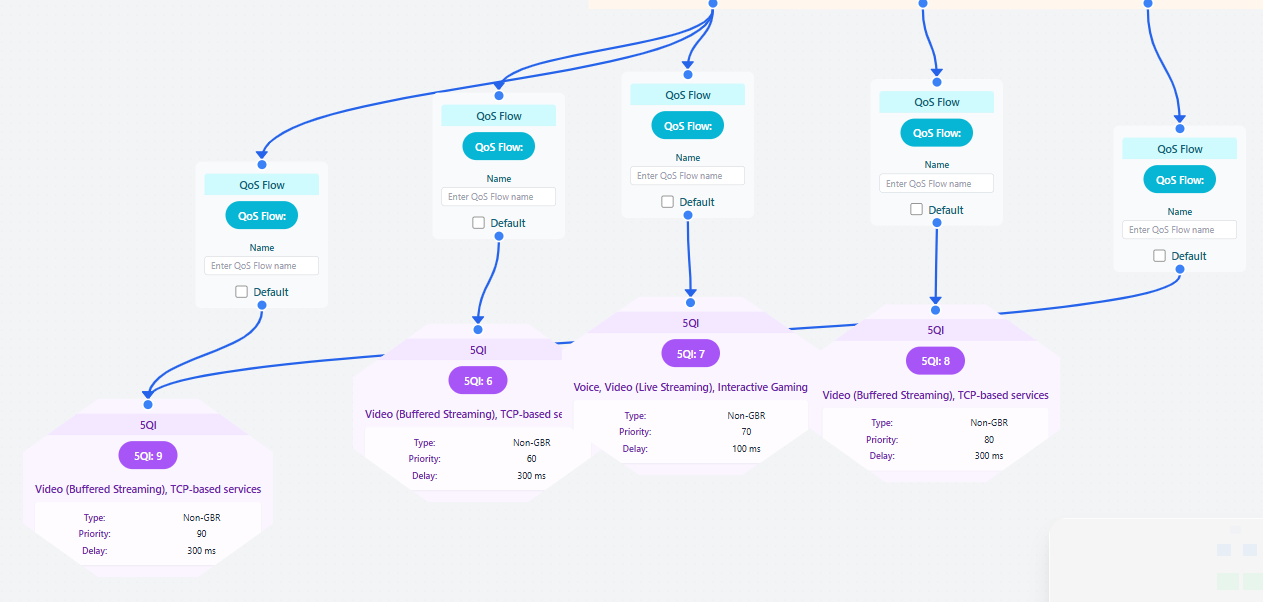 QoS Flow
QoS Flow:
Name
Enter QoS Flow name
Default
QoS Flow
QoS Flow:
Name
Enter QoS Flow name
Default
QoS Flow
QoS Flow:
Name
Enter QoS Flow name
Default
QoS Flow
QoS Flow:
Name
Enter QoS Flow name
Default
QoS Flow
QoS Flow:
Name
Enter QoS Flow name
Default
5QI
5QI: 9
Video (Buffered Streaming), TCP-based services
Type: Non-GBR
Priority: 90
Delay: 300 ms
5QI
5QI: 6
Video (Buffered Streaming), TCP-based se
Type: Non-GBR
Priority: 60
Delay: 300 ms
5QI
5QI: 7
Voice, Video (Live Streaming), Interactive Gaming
Type: Non-GBR
Priority: 70
Delay: 100 ms
5QI
5QI: 8
Video (Buffered Streaming), TCP-based services
Type: Non-GBR
Priority: 80
Delay: 300 ms